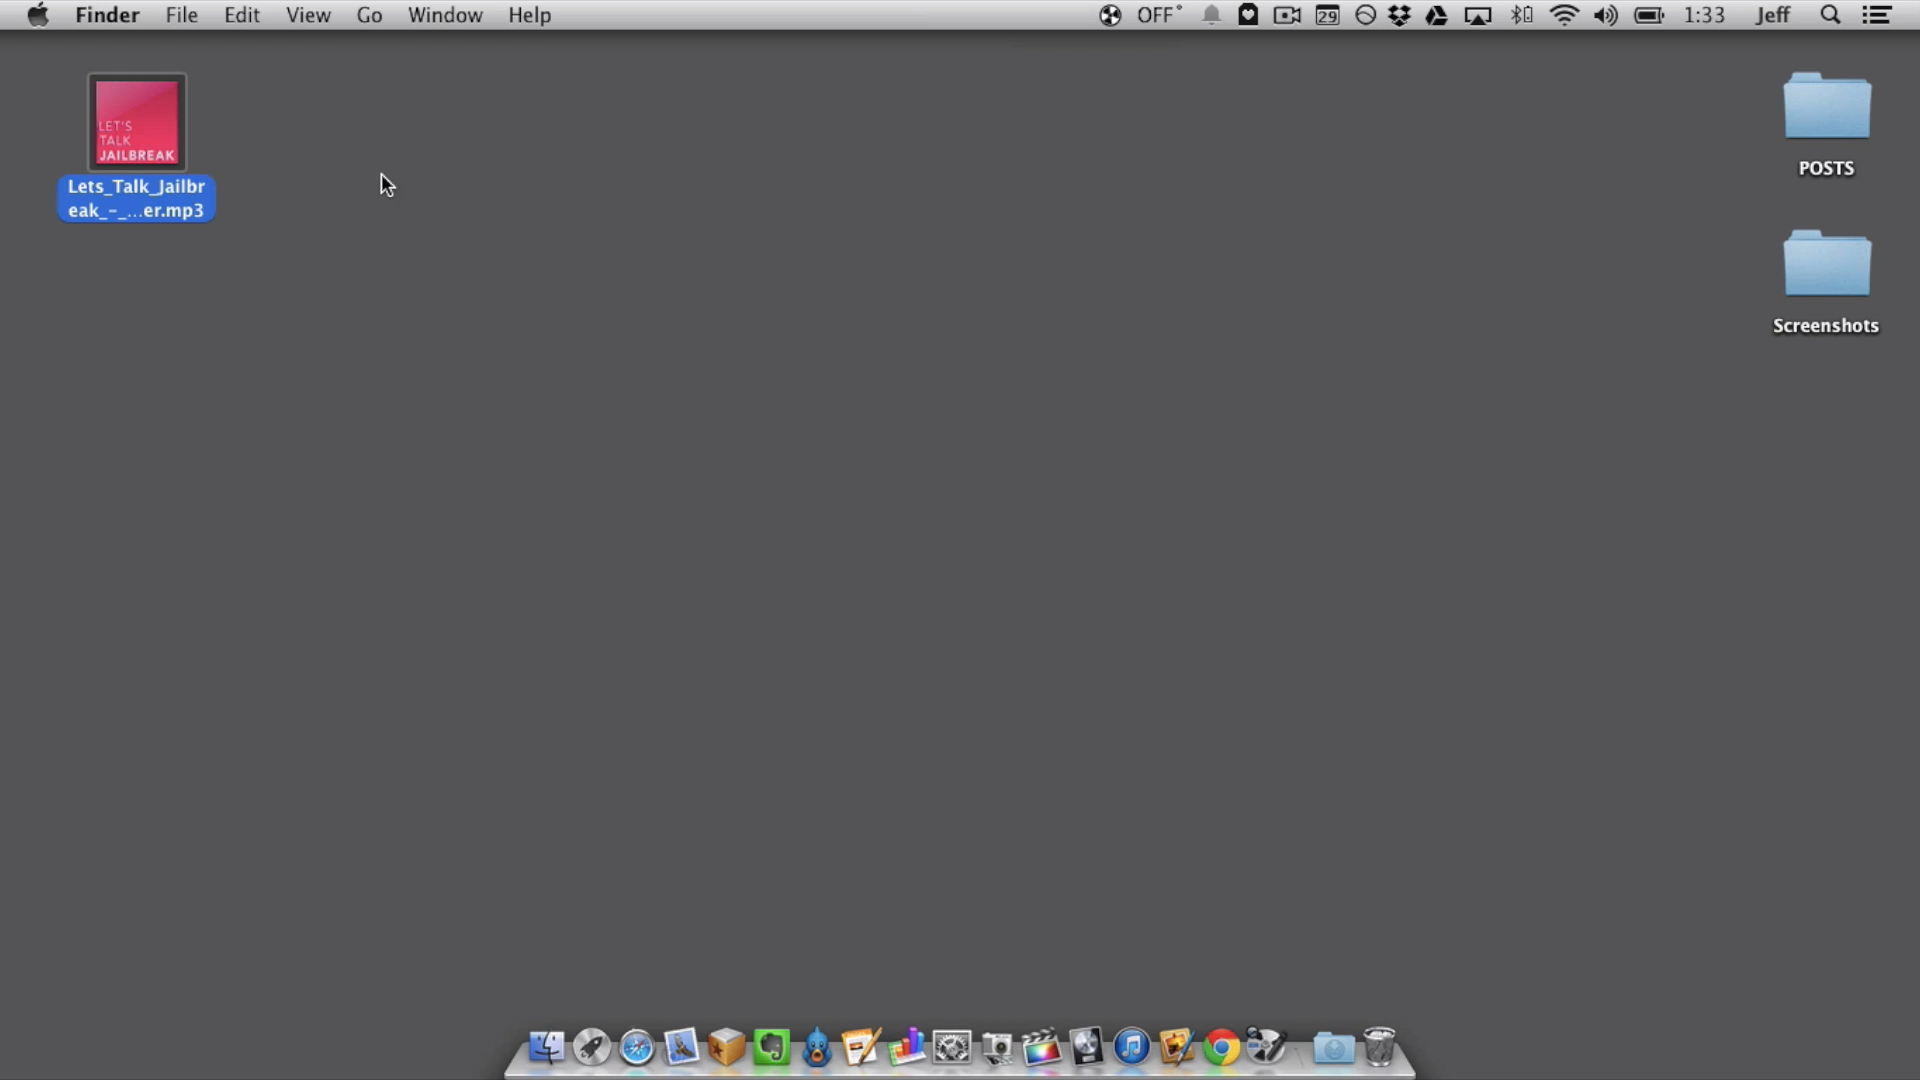 Finder File Edit View Go Window Help OFF° 29 1:33 Jeff
LET'S
TALK
JAILBREAK
Lets_Talk_Jailbr
eak_-_...er.mp3
POSTS
Screenshots